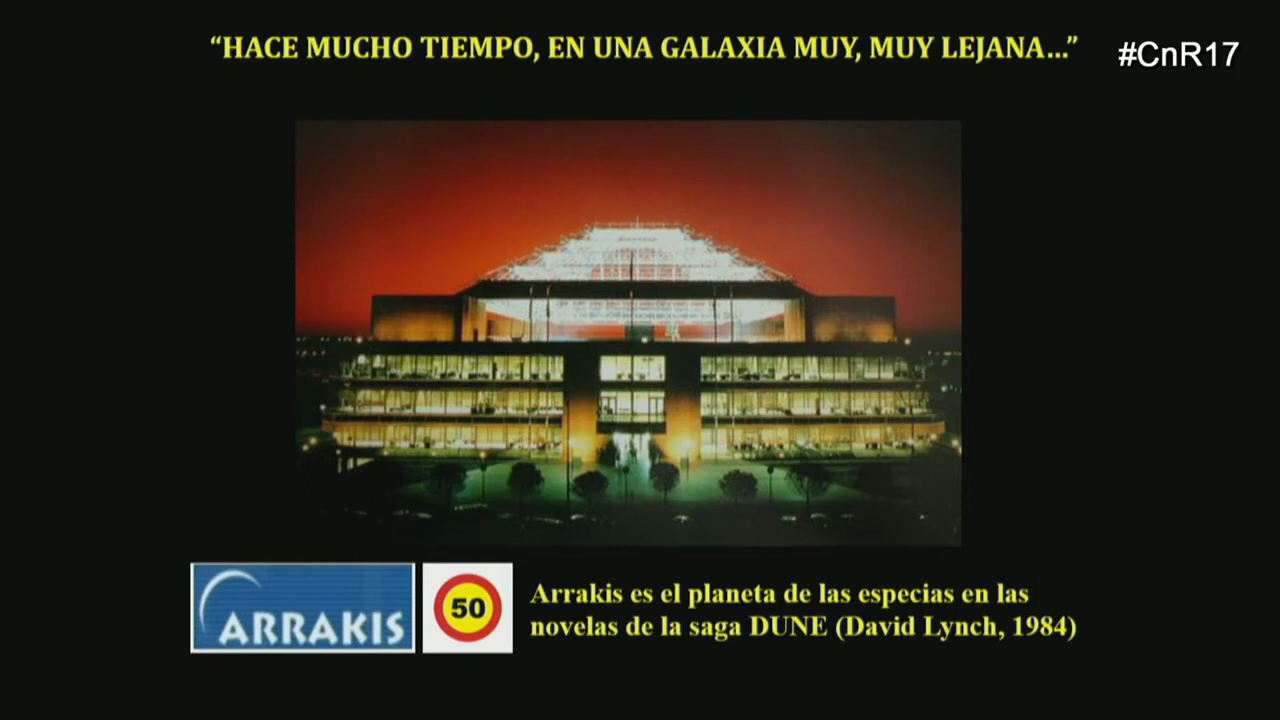 “HACE MUCHO TIEMPO, EN UNA GALAXIA MUY, MUY LEJANA...”
#CnR17
ARRAKIS
50
Arrakis es el planeta de las especias en las
novelas de la saga DUNE (David Lynch, 1984)